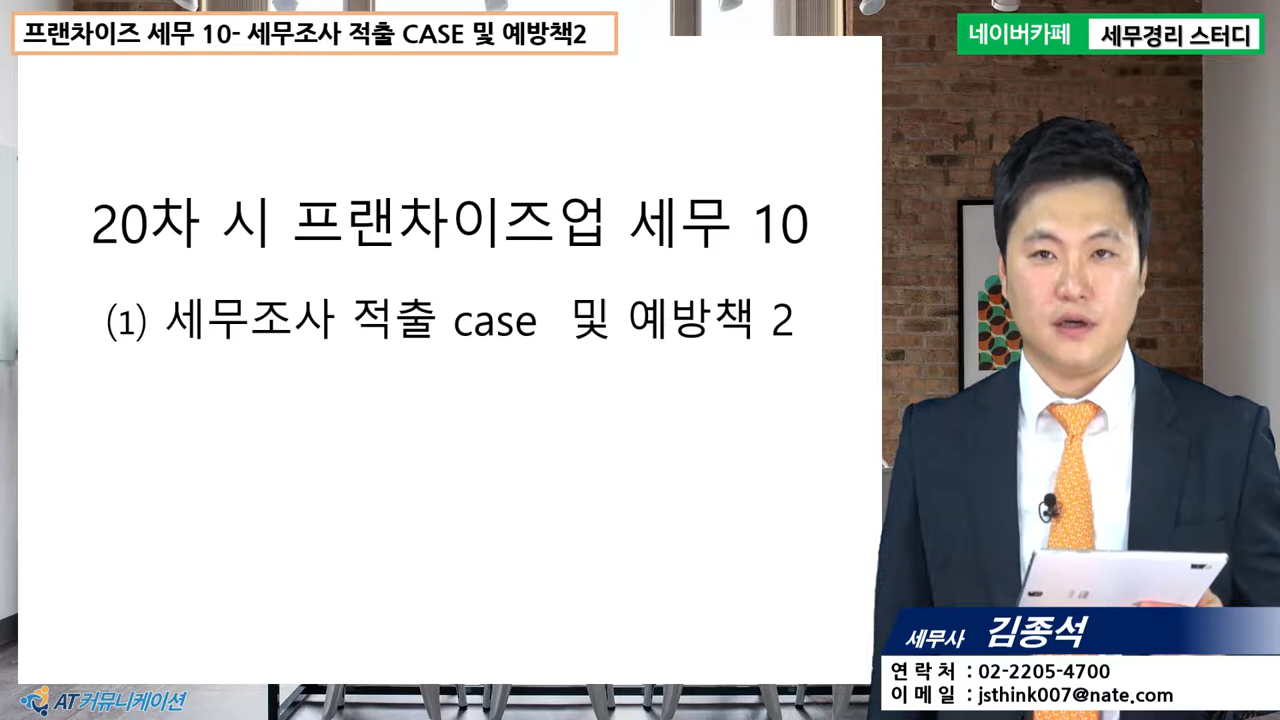 프랜차이즈 세무 10- 세무조사 적출 CASE 및 예방책2
네이버카페 세무경리 스터디
20차 시 프랜차이즈업 세무 10
(1) 세무조사 적출 case 및 예방책 2
세무사 김종석
연 락 처 : 02-2205-4700
이 메 일 : jsthink007@nate.com
AT커뮤니케이션